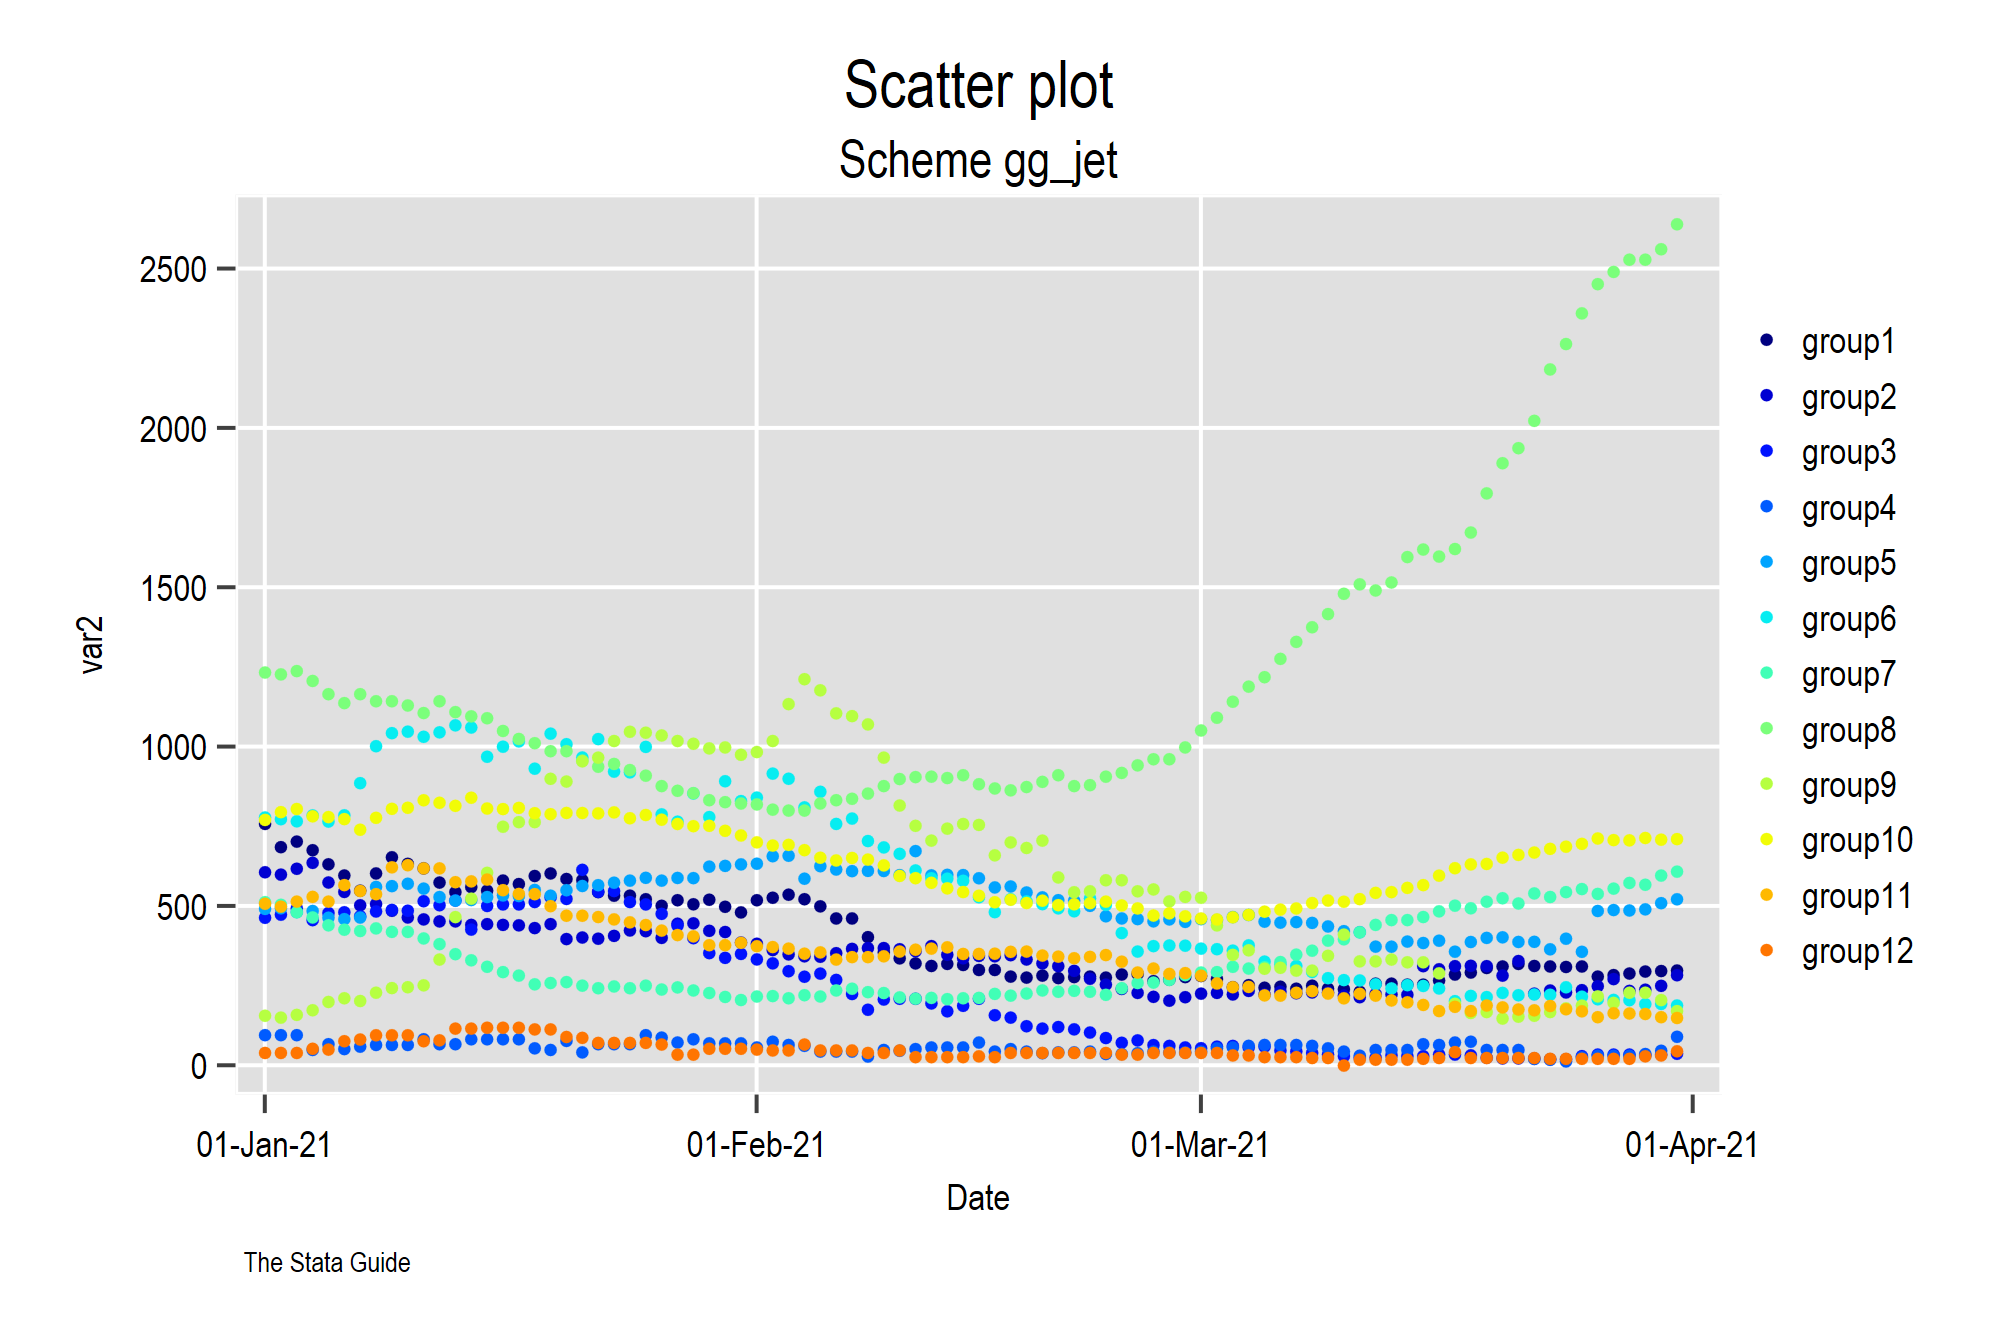 Scatter plot
Scheme gg_jet
2500
2000
1500
1000
500
0
var2
01-Jan-21
01-Feb-21
01-Mar-21
01-Apr-21
Date
group1
group2
group3
group4
group5
group6
group7
group8
group9
group10
group11
group12
The Stata Guide